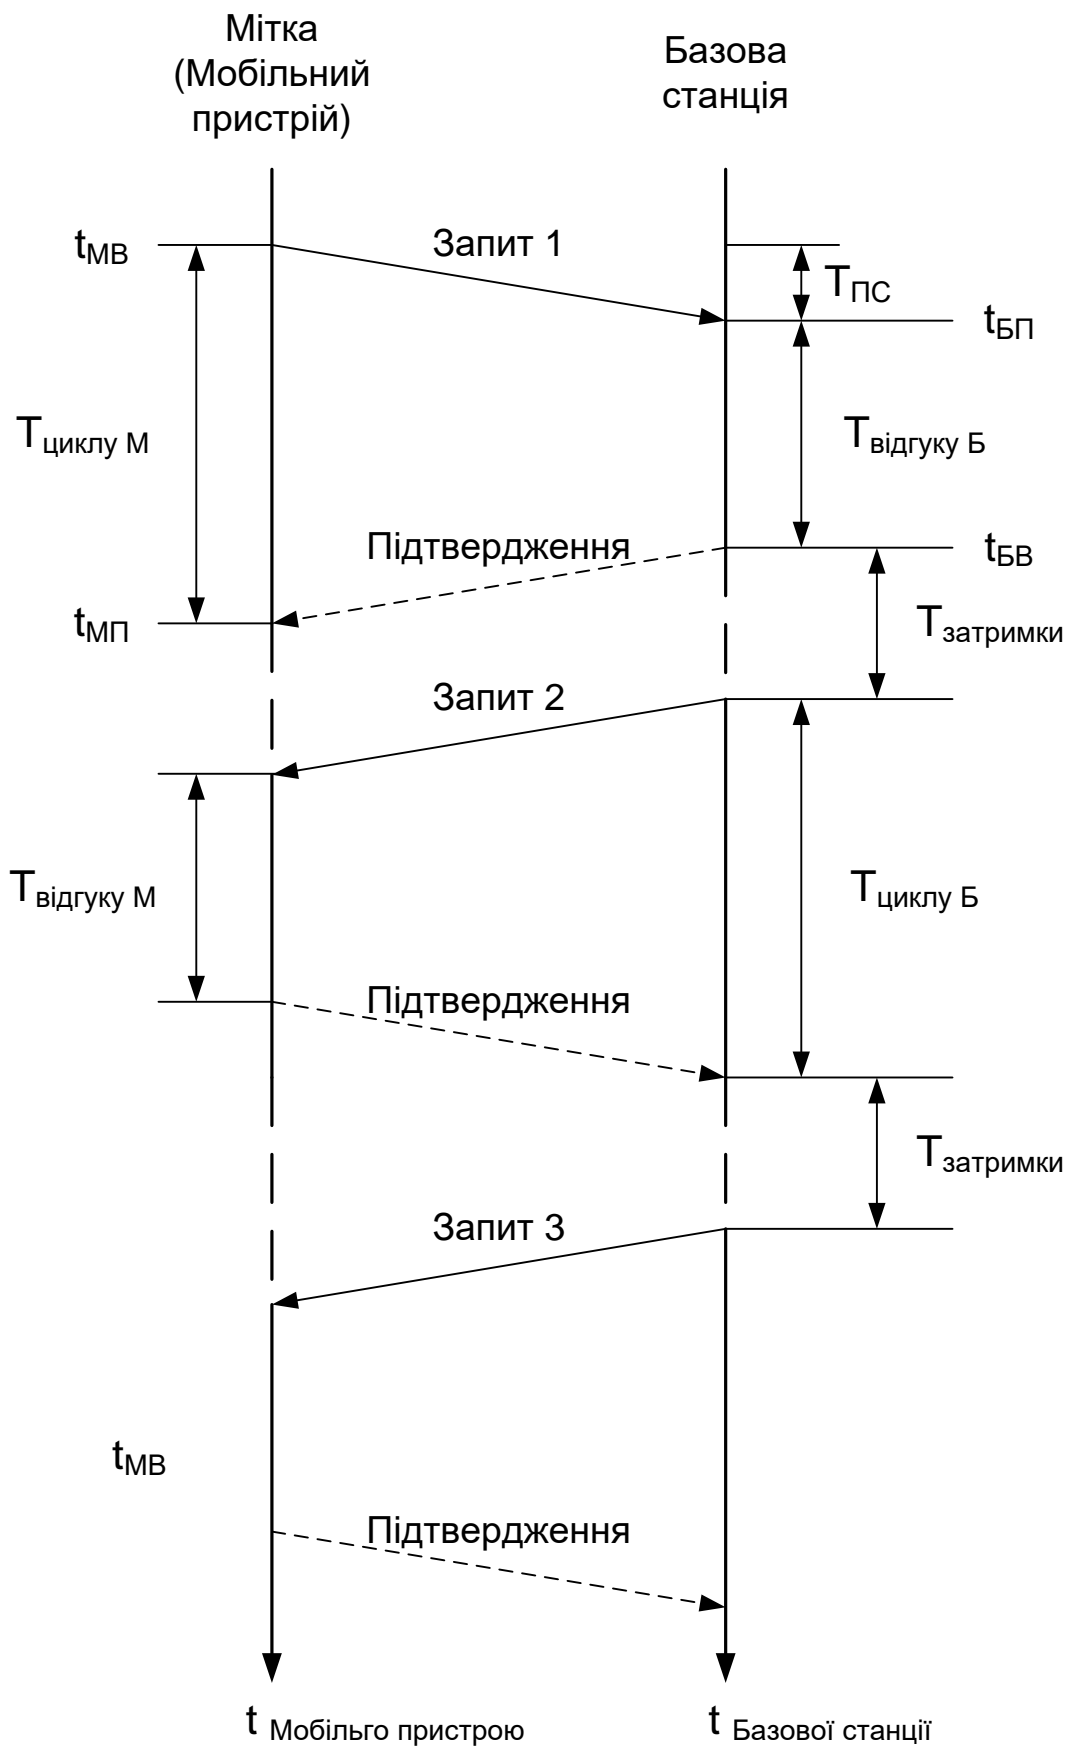 Мітка
(Мобільний
пристрій)
Базова
станція
tМВ
Запит 1
TПС
tБП
Tциклу М
Tвідгуку Б
Підтвердження
tБВ
tМП
Tзатримки
Запит 2
Tвідгуку М
Tциклу Б
Підтвердження
Tзатримки
Запит 3
tМВ
Підтвердження
t Мобільго пристрою
t Базової станції